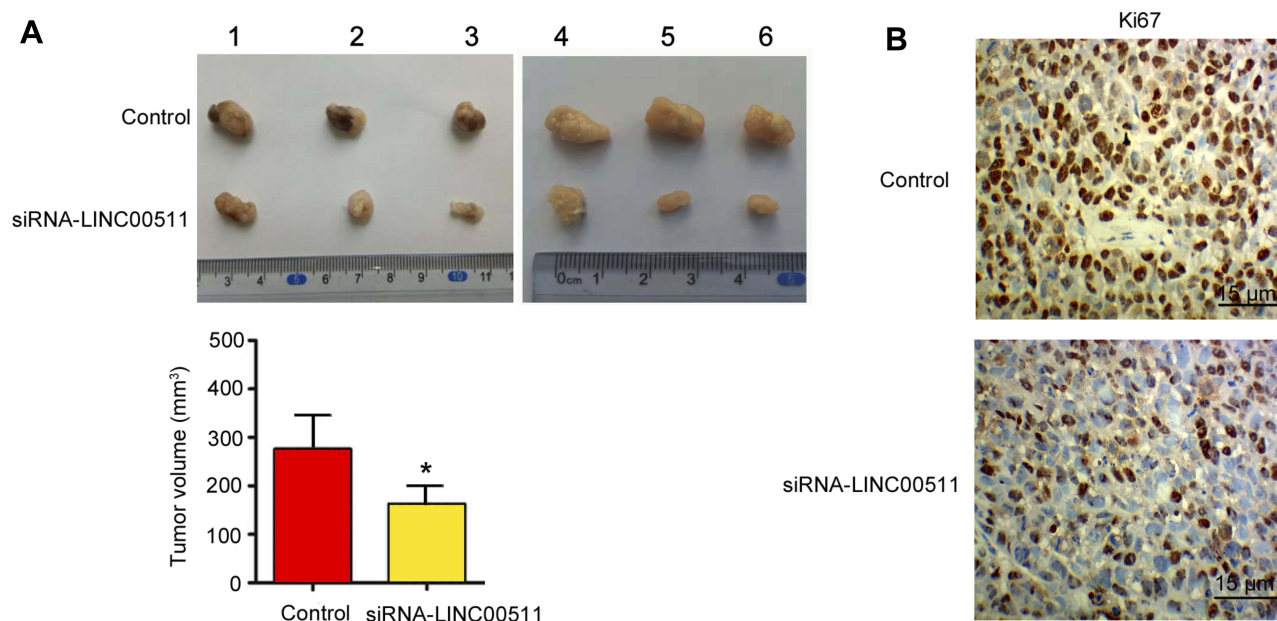 A
1 2 3 4 5 6
Control
siRNA-LINC00511
3 4 5 6 7 8 9 10 11 1
0cm 1 2 3 4 5
Tumor volume (mm³)
500
400
300
200
100
0
*
Control siRNA-LINC00511
B
Ki67
Control
15 µm
siRNA-LINC00511
15 µm